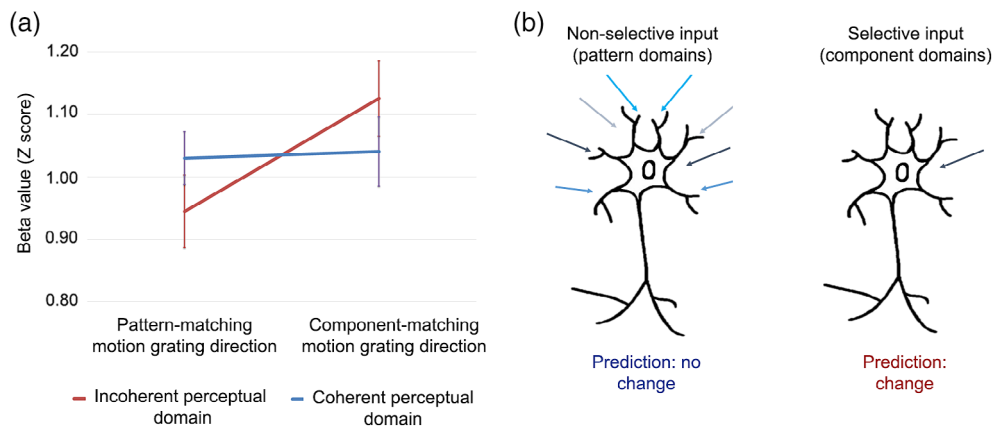 (a)
1.20
1.10
1.00
0.90
0.80
Beta value (Z score)
Pattern-matching
motion grating direction
Component-matching
motion grating direction
Incoherent perceptual
domain
Coherent perceptual
domain
(b)
Non-selective input
(pattern domains)
Selective input
(component domains)
Prediction: no
change
Prediction:
change